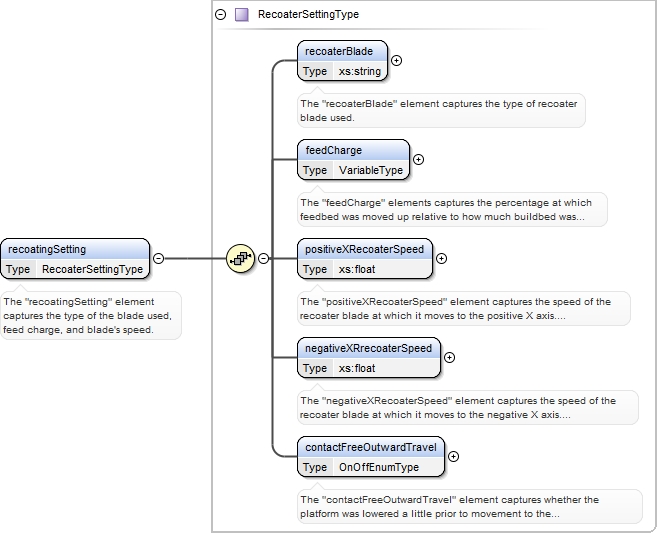 RecoaterSettingType
recoaterBlade
Type xs:string
The "recoaterBlade" element captures the type of recoater
blade used.
feedCharge
Type VariableType
The "feedCharge" elements captures the percentage at which
feedbed was moved up relative to how much buildbed was...
recoatingSetting
Type RecoaterSettingType
The "recoatingSetting" element
captures the type of the blade used,
feed charge, and blade's speed.
positiveXRecoaterSpeed
Type xs:float
The "positiveXRecoaterSpeed" element captures the speed of the
recoater blade at which it moves to the positive X axis....
negativeXRrecoaterSpeed
Type xs:float
The "negativeXRecoaterSpeed" element captures the speed of the
recoater blade at which it moves to the negative X axis....
contactFreeOutwardTravel
Type OnOffEnumType
The "contactFreeOutwardTravel" element captures whether the
platform was lowered a little prior to movement to the...